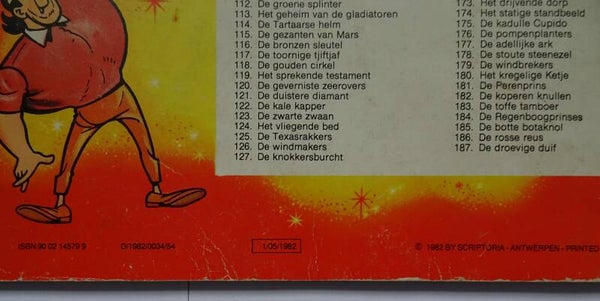 112. De groene splinter
113. Het geheim van de gladiatoren
114. De Tartaarse helm
115. De gezanten van Mars
116. De bronzen sleutel
117. De toornige tjiftjaf
118. De gouden cirkel
119. Het sprekende testament
120. De geverniste zeerovers
121. De duistere diamant
122. De kale kapper
123. De zwarte zwaan
124. Het vliegende bed
125. De Texasrakkers
126. De windmakers
127. De knokkersburcht
173. Het drijvende dorp
174. Het statige standbeeld
175. De kadulle Cupido
176. De pompenplanters
177. De adellijke ark
178. De stoute steenezel
179. De windbrekers
180. Het kregelige Ketje
181. De Perenprins
182. De koperen knullen
183. De toffe tamboer
184. De Regenboogprinses
185. De botte botaknol
186. De rosse reus
187. De droevige duif
ISBN 90 02 14579 9
D/1982/0034/54
1/05/1982
© 1982 BY SCRIPTORIA - ANTWERPEN - PRINTED